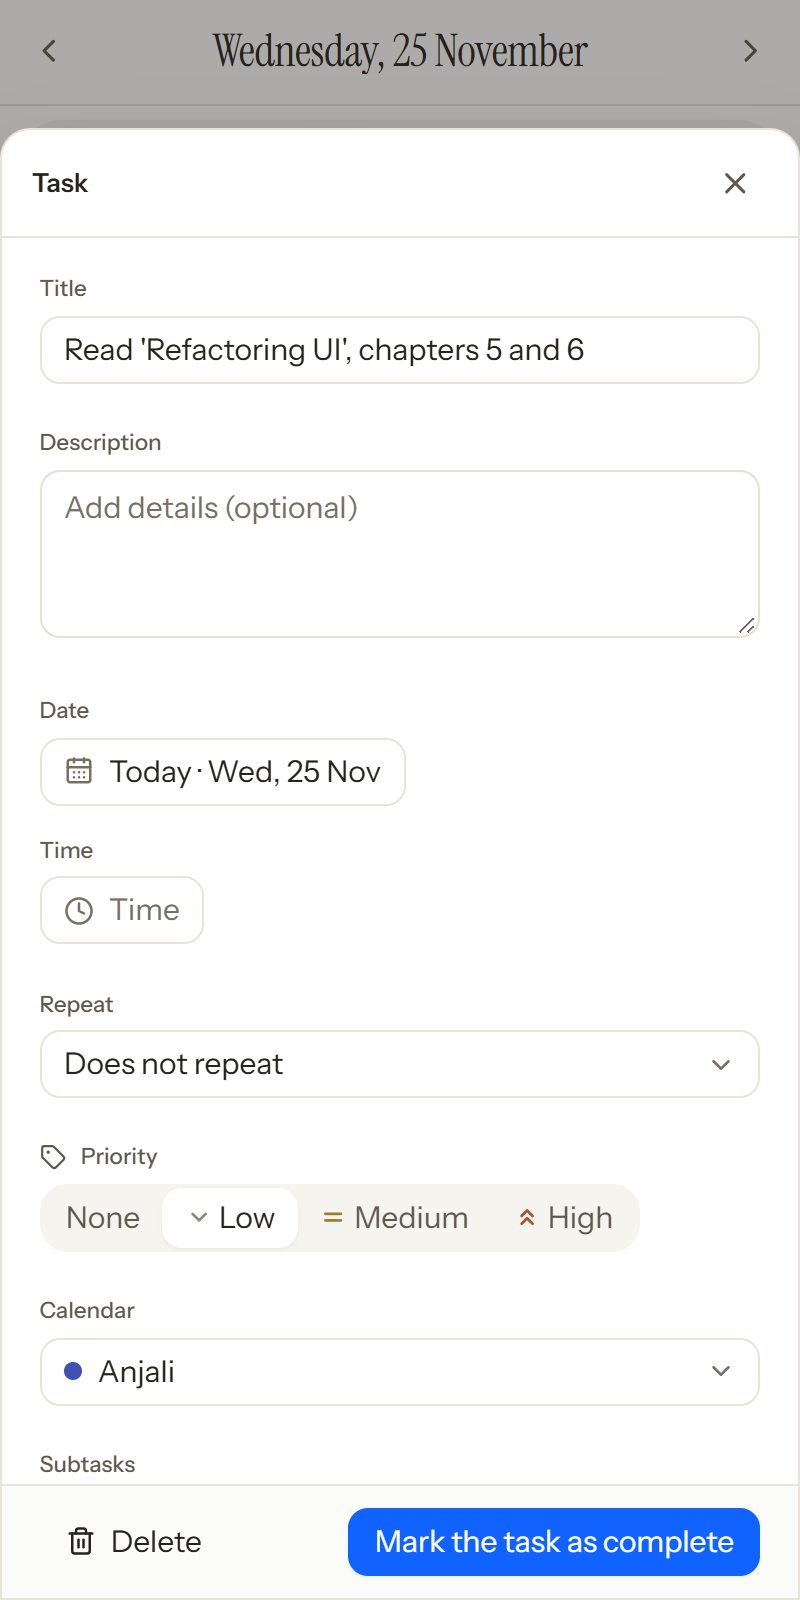 Wednesday, 25 November
Task
Title
Read 'Refactoring UI', chapters 5 and 6
Description
Add details (optional)
Date
Today · Wed, 25 Nov
Time
Time
Repeat
Does not repeat
Priority
None Low Medium High
Calendar
Anjali
Subtasks
Delete Mark the task as complete